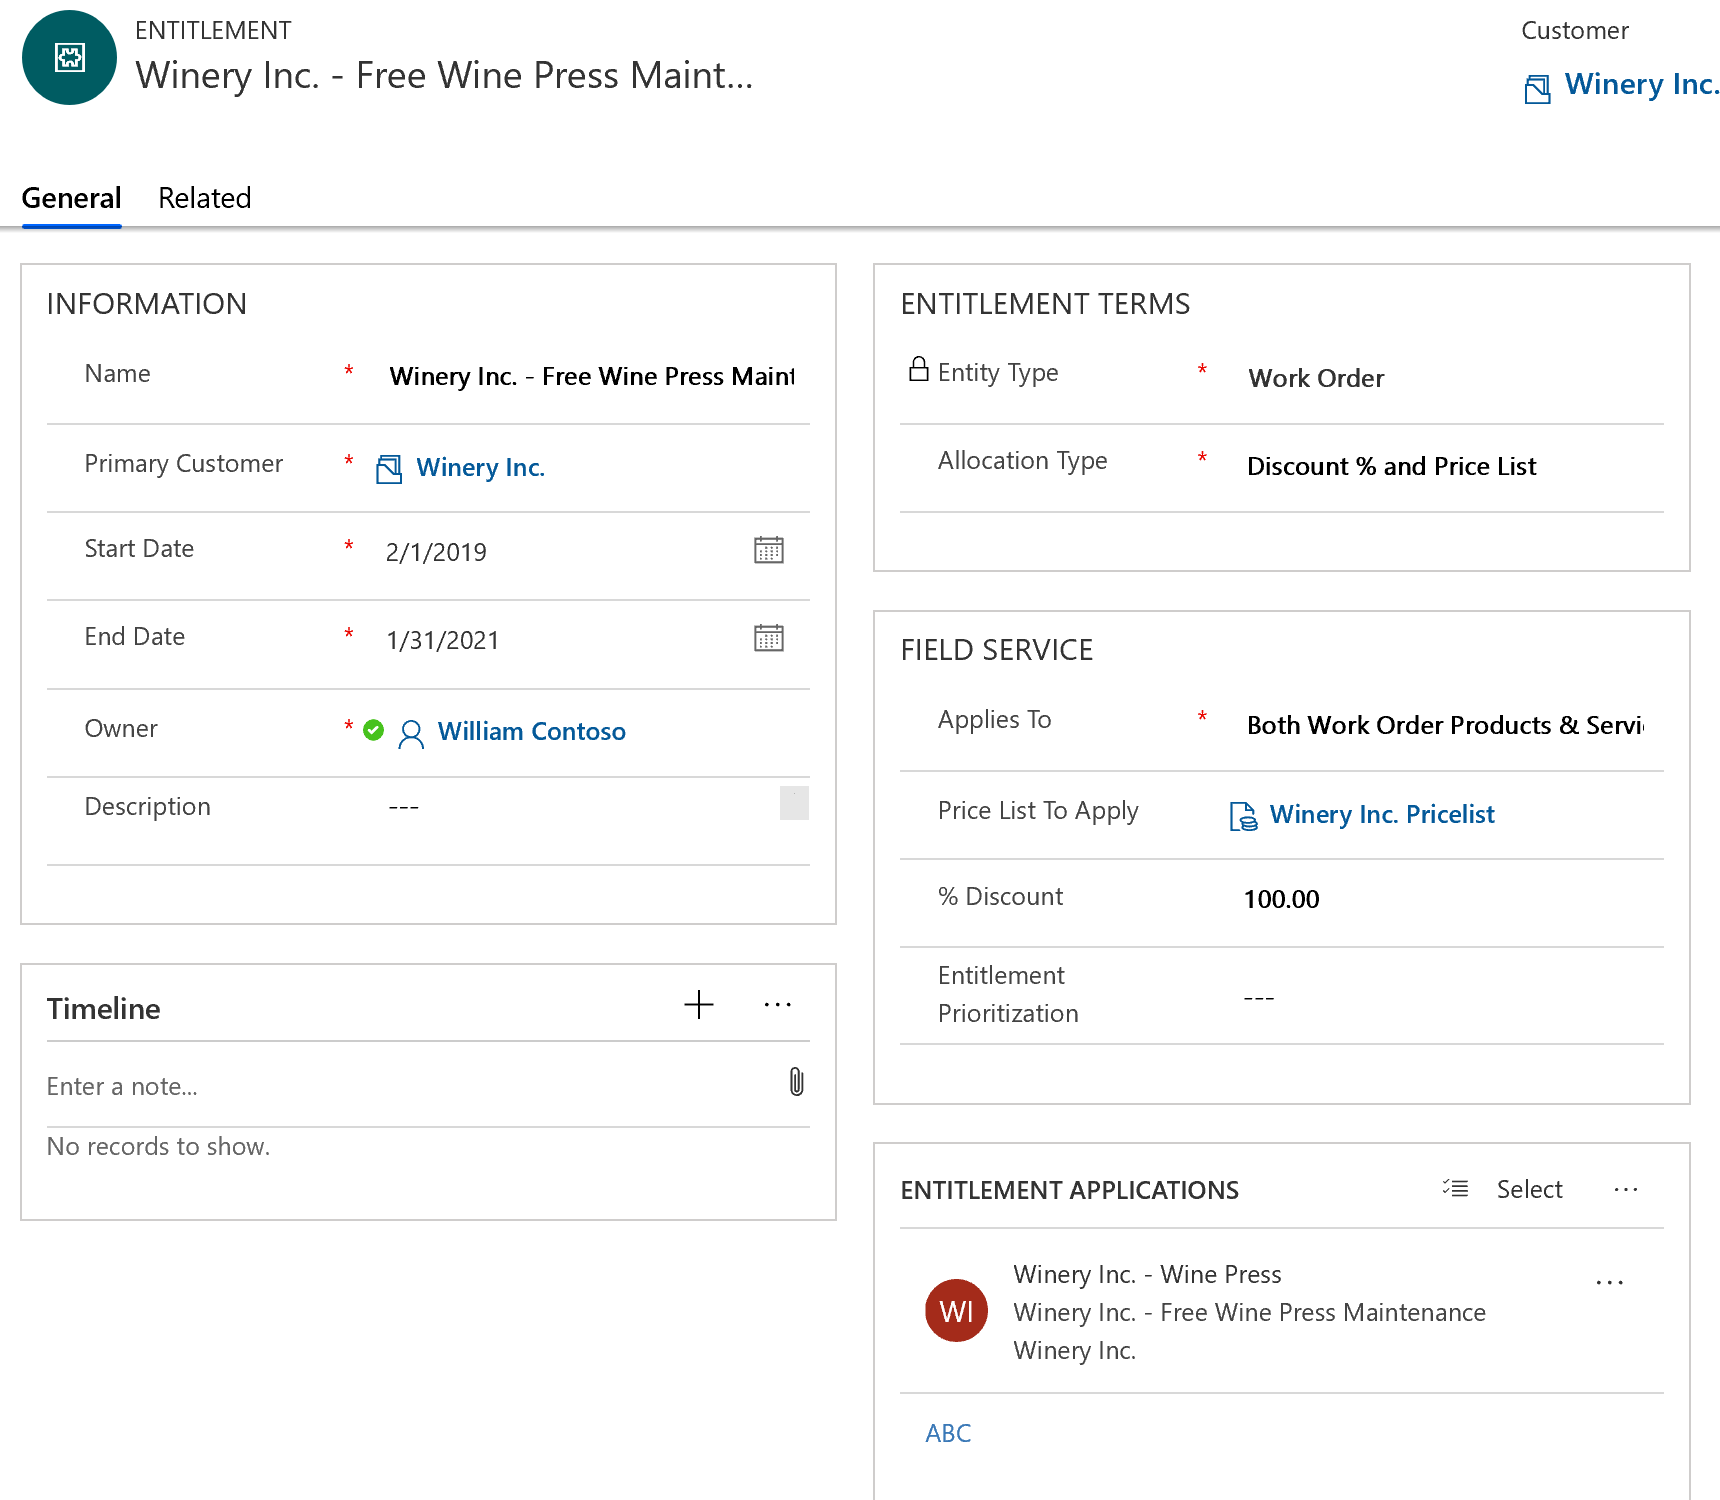 ENTITLEMENT
Winery Inc. - Free Wine Press Maint...
Customer
Winery Inc.
General Related
INFORMATION
Name * Winery Inc. - Free Wine Press Maint
Primary Customer * Winery Inc.
Start Date * 2/1/2019
End Date * 1/31/2021
Owner * William Contoso
Description ---
Timeline
Enter a note...
No records to show.
ENTITLEMENT TERMS
Entity Type * Work Order
Allocation Type * Discount % and Price List
FIELD SERVICE
Applies To * Both Work Order Products & Servi
Price List To Apply Winery Inc. Pricelist
% Discount 100.00
Entitlement
Prioritization ---
ENTITLEMENT APPLICATIONS Select ...
WI
Winery Inc. - Wine Press ...
Winery Inc. - Free Wine Press Maintenance
Winery Inc.
ABC